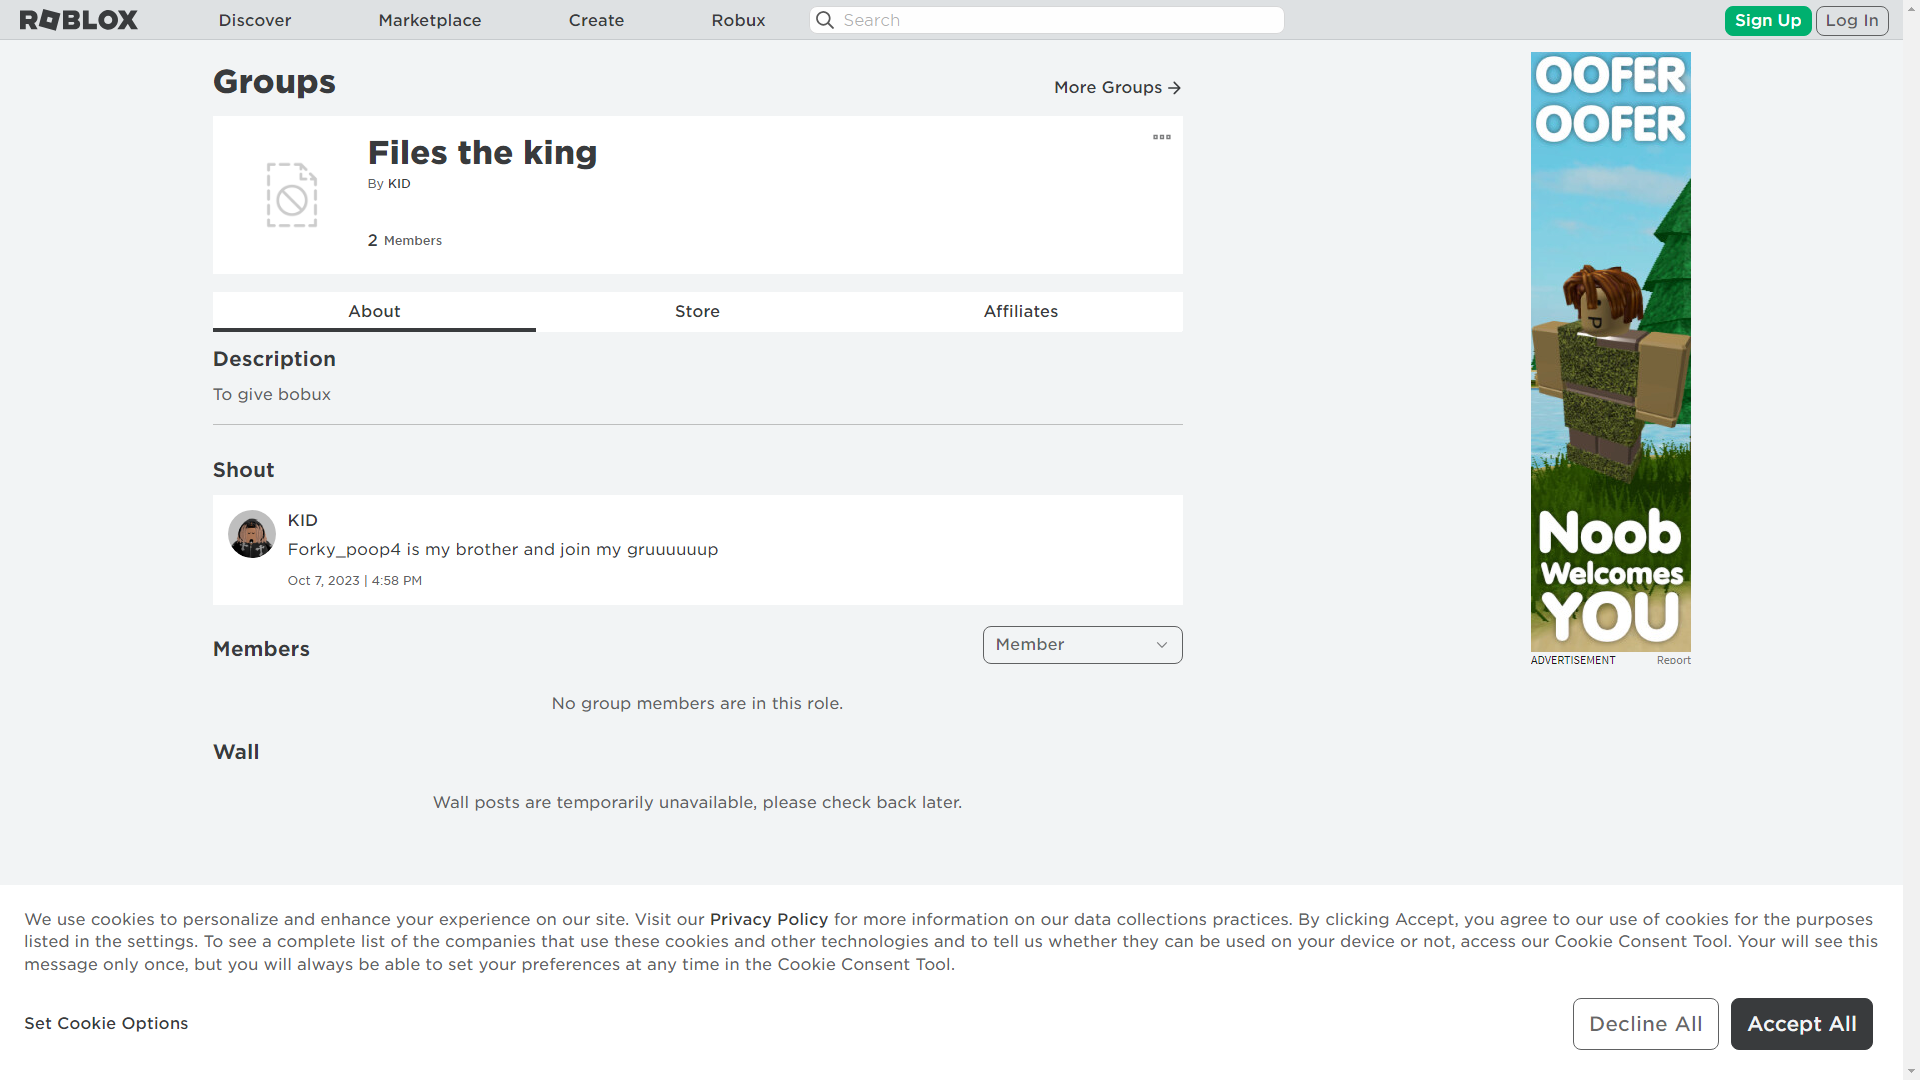 ROBLOX
Discover
Marketplace
Create
Robux
Search
Sign Up
Log In
Groups
More Groups
Files the king
By KID
2 Members
About
Store
Affiliates
Description
To give bobux
Shout
KID
Forky_poop4 is my brother and join my gruuuuuup
Oct 7, 2023 | 4:58 PM
Members
Member
No group members are in this role.
Wall
Wall posts are temporarily unavailable, please check back later.
OOFER
OOFER
Noob
Welcomes
YOU
ADVERTISEMENT
Report
We use cookies to personalize and enhance your experience on our site. Visit our Privacy Policy for more information on our data collections practices. By clicking Accept, you agree to our use of cookies for the purposes
listed in the settings. To see a complete list of the companies that use these cookies and other technologies and to tell us whether they can be used on your device or not, access our Cookie Consent Tool. Your will see this
message only once, but you will always be able to set your preferences at any time in the Cookie Consent Tool.
Set Cookie Options
Decline All
Accept All